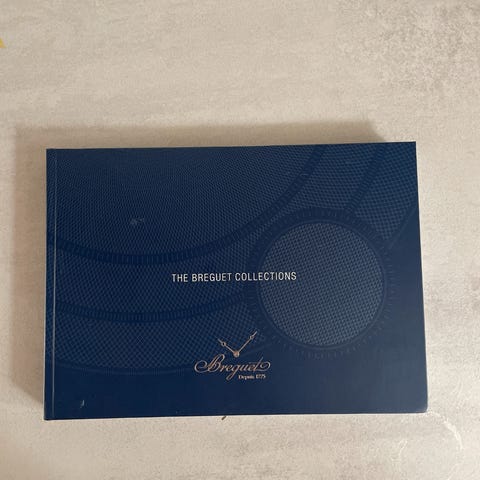 THE BREGUET COLLECTIONS
Breguet
Depuis 1775